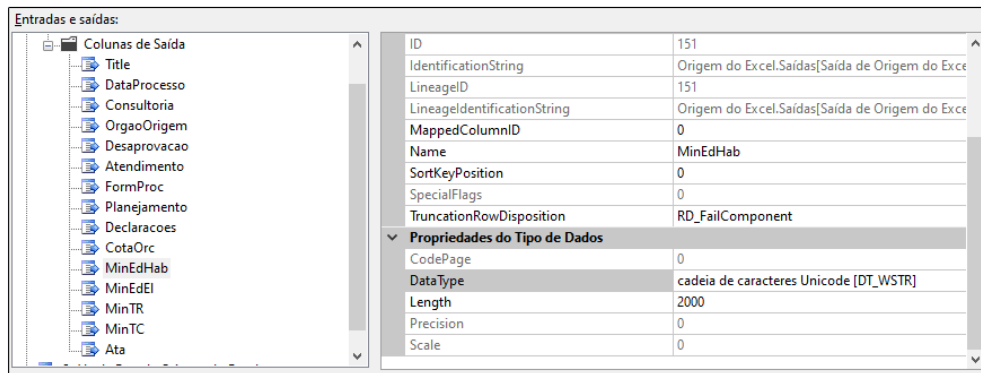 Entradas e saídas:
Colunas de Saída
Title
DataProcesso
Consultoria
OrgaoOrigem
Desaprovacao
Atendimento
FormProc
Planejamento
Declaracoes
CotaOrc
MinEdHab
MinEdEl
MinTR
MinTC
Ata
ID 151
IdentificationString Origem do Excel.Saídas[Saída de Origem do Exce
LineageID 151
LineageIdentificationString Origem do Excel.Saídas[Saída de Origem do Exce
MappedColumnID 0
Name MinEdHab
SortKeyPosition 0
SpecialFlags 0
TruncationRowDisposition RD_FailComponent
Propriedades do Tipo de Dados
CodePage 0
DataType cadeia de caracteres Unicode [DT_WSTR]
Length 2000
Precision 0
Scale 0